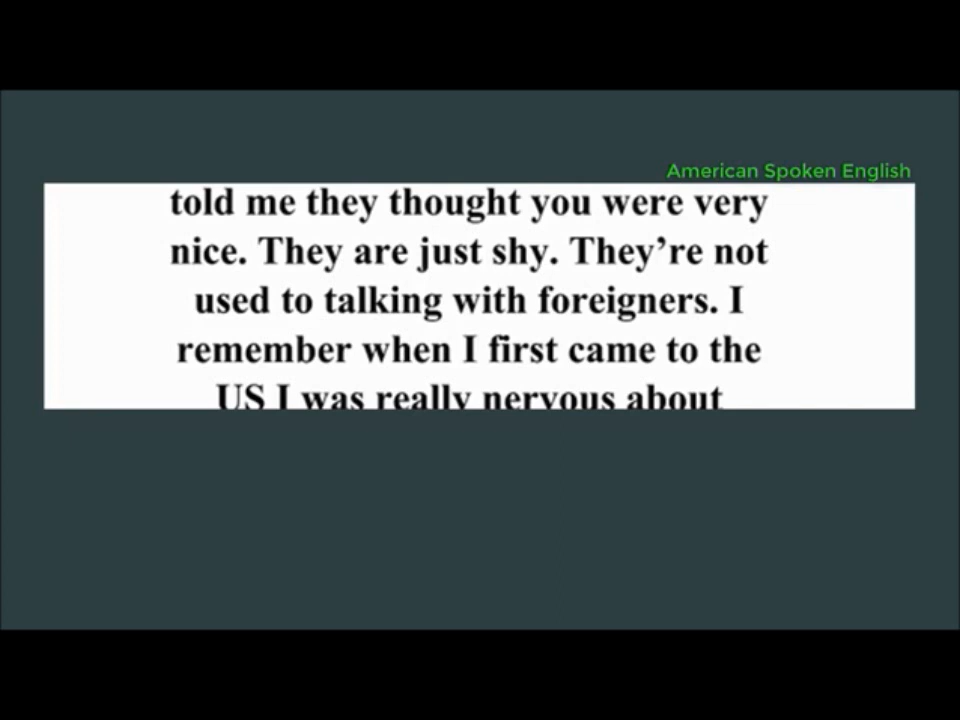 American Spoken English
told me they thought you were very
nice. They are just shy. They’re not
used to talking with foreigners. I
remember when I first came to the
US I was really nervous about